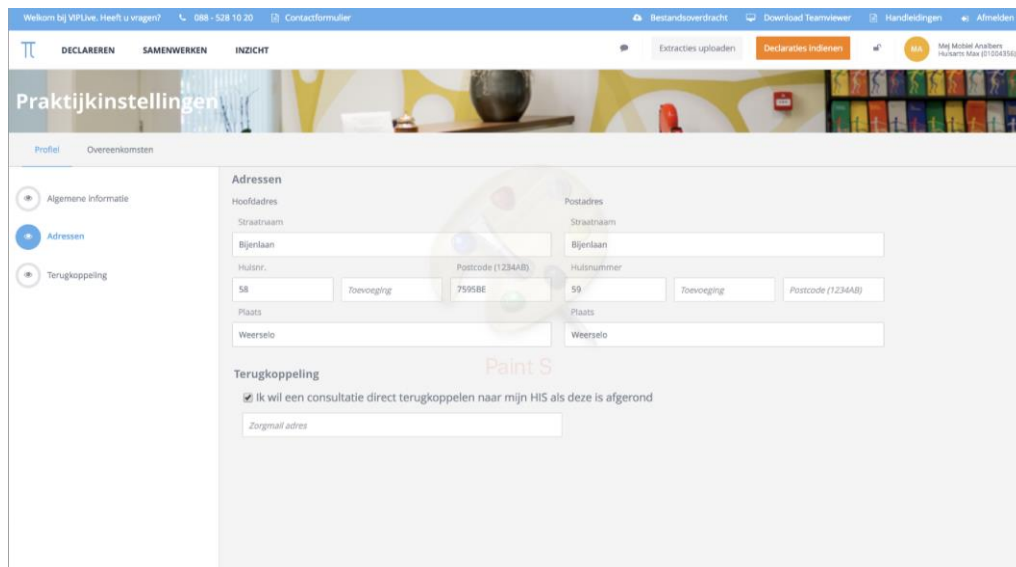 Welkom bij VIPLive. Heeft u vragen? 088 - 528 10 20 Contactformulier Bestandsoverdracht Download Teamviewer Handleidingen Afmelden
DECLAREREN SAMENWERKEN INZICHT Extracties uploaden Declaraties indienen MA Mej Mobiel Analbers
Huisarts Max (01004356)
Praktijkinstellingen
Profiel Overeenkomsten
Algemene informatie
Adressen
Terugkoppeling
Adressen
Hoofdadres Postadres
Straatnaam Straatnaam
Bijenlaan Bijenlaan
Huisnr. Postcode (1234AB) Huisnummer
58 Toevoeging 7595BE 59 Toevoeging Postcode (1234AB)
Plaats Plaats
Weerselo Weerselo
Paint S
Terugkoppeling
Ik wil een consultatie direct terugkoppelen naar mijn HIS als deze is afgerond
Zorgmail adres